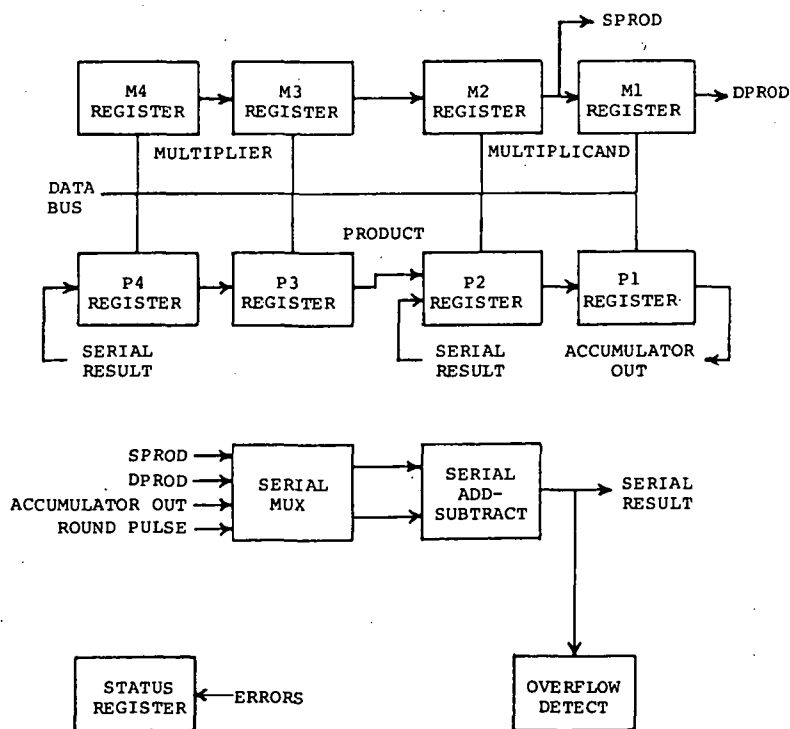 SPROD
M4
REGISTER
M3
REGISTER
M2
REGISTER
M1
REGISTER
DPROD
MULTIPLIER
MULTIPLICAND
DATA
BUS
PRODUCT
P4
REGISTER
P3
REGISTER
P2
REGISTER
P1
REGISTER
SERIAL
RESULT
SERIAL
RESULT
ACCUMULATOR
OUT
SPROD
DPROD
ACCUMULATOR OUT
ROUND PULSE
SERIAL
MUX
SERIAL
ADD-
SUBTRACT
SERIAL
RESULT
STATUS
REGISTER
ERRORS
OVERFLOW
DETECT